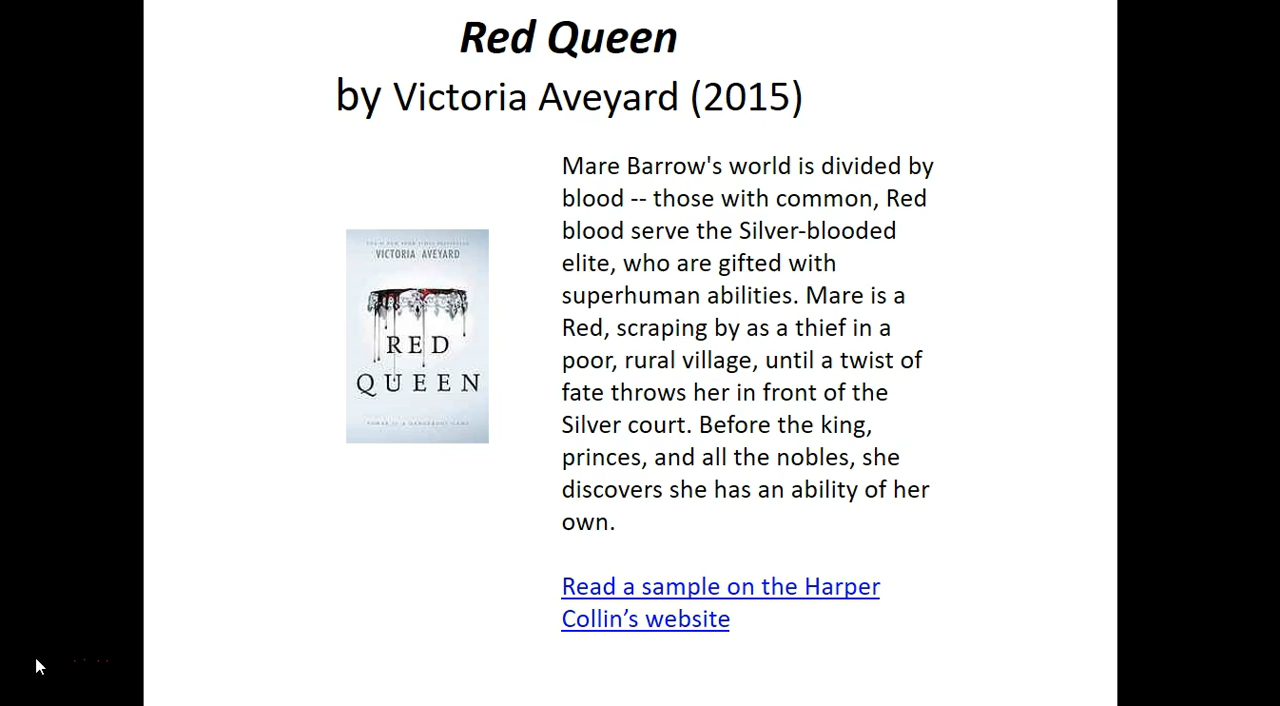 Red Queen
by Victoria Aveyard (2015)
Mare Barrow's world is divided by
blood -- those with common, Red
blood serve the Silver-blooded
elite, who are gifted with
superhuman abilities. Mare is a
Red, scraping by as a thief in a
poor, rural village, until a twist of
fate throws her in front of the
Silver court. Before the king,
princes, and all the nobles, she
discovers she has an ability of her
own.
Read a sample on the Harper
Collin’s website
VICTORIA AVEYARD
RED
QUEEN
POWER IS A DANGEROUS GAME